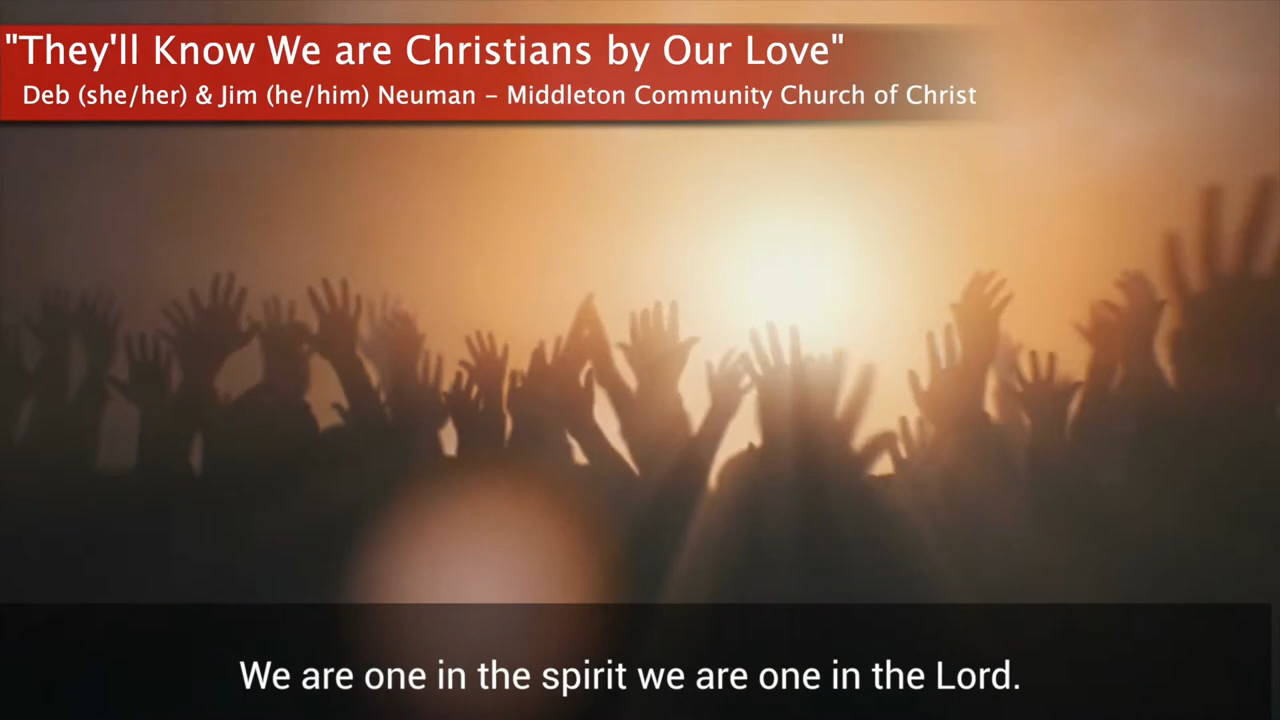 "They'll Know We are Christians by Our Love"
Deb (she/her) & Jim (he/him) Neuman – Middleton Community Church of Christ
We are one in the spirit we are one in the Lord.